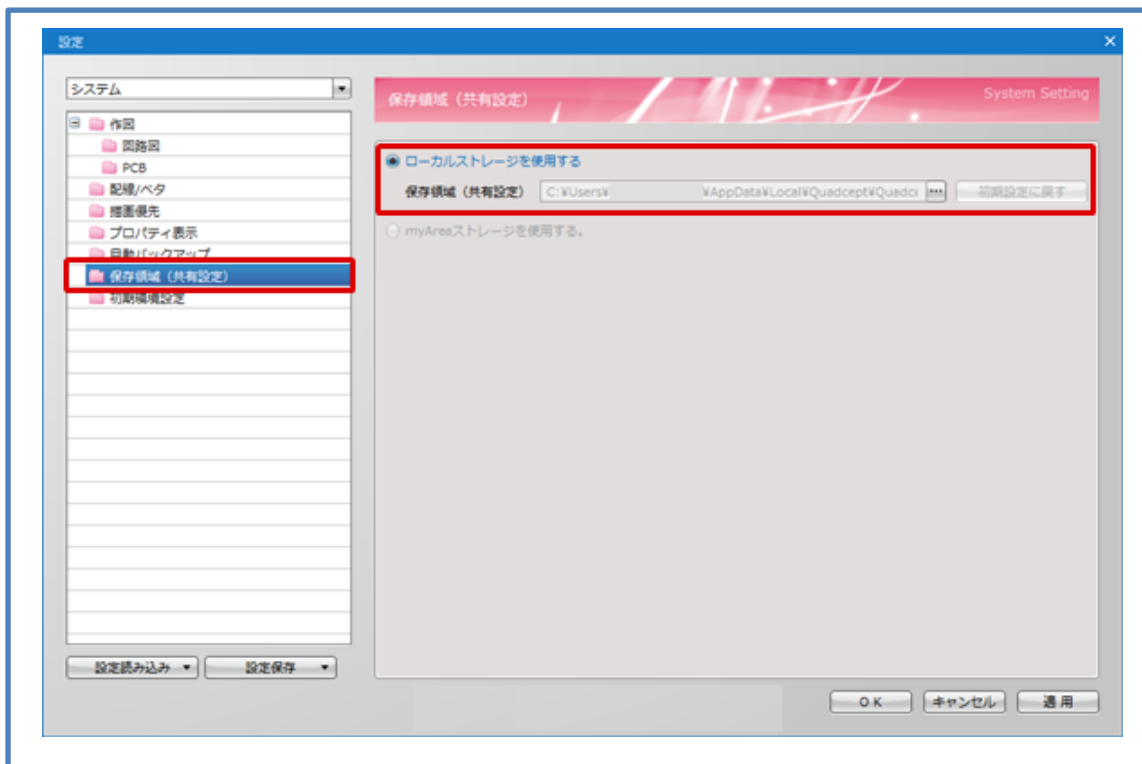 設定
システム
作図
回路図
PCB
配線/ベタ
描画優先
プロパティ表示
自動バックアップ
保存領域（共有設定）
初期環境設定
設定読み込み
設定保存
保存領域（共有設定）
System Setting
ローカルストレージを使用する
保存領域（共有設定） C:¥Users¥ ¥AppData¥Local¥Quadcept¥Quadce ... 初期設定に戻す
myAreaストレージを使用する。
OK キャンセル 適用